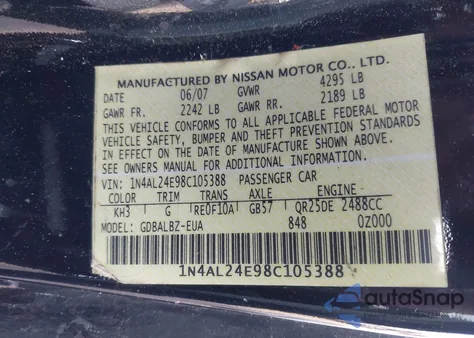 MANUFACTURED BY NISSAN MOTOR CO., LTD.
DATE 06/07 GVWR 4295 LB
GAWR FR. 2242 LB GAWR RR. 2189 LB
THIS VEHICLE CONFORMS TO ALL APPLICABLE FEDERAL MOTOR
VEHICLE SAFETY, BUMPER AND THEFT PREVENTION STANDARDS
IN EFFECT ON THE DATE OF MANUFACTURE SHOWN ABOVE.
SEE OWNERS MANUAL FOR ADDITIONAL INFORMATION.
VIN: 1N4AL24E98C105388 PASSENGER CAR
COLOR TRIM TRANS AXLE ENGINE
KH3 G RE0F10A GB57 QR25DE 2488CC
MODEL: GDBALBZ-EUA 848 0Z000
1N4AL24E98C105388
autoSnap